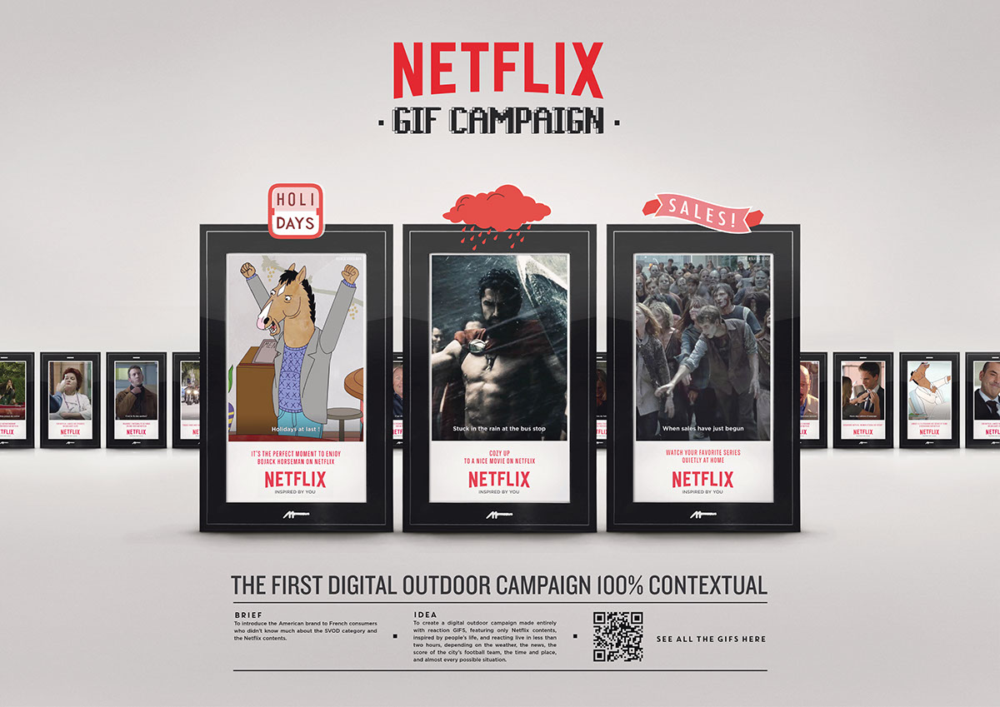 NETFLIX
· GIF CAMPAIGN ·
HOLI
DAYS
SALES!
Holidays at last !
IT'S THE PERFECT MOMENT TO ENJOY
BOJACK HORSEMAN ON NETFLIX
NETFLIX
INSPIRED BY YOU
Stuck in the rain at the bus stop
COZY UP
TO A NICE MOVIE ON NETFLIX
NETFLIX
INSPIRED BY YOU
When sales have just begun
WATCH YOUR FAVORITE SERIES
QUIETLY AT HOME
NETFLIX
INSPIRED BY YOU
NETFLIX
NETFLIX
NETFLIX
NETFLIX
NETFLIX
THE FIRST DIGITAL OUTDOOR CAMPAIGN 100% CONTEXTUAL
BRIEF
To introduce the American brand to French consumers
who didn't know much about the SVOD category and
the Netflix contents.
IDEA
To create a digital outdoor campaign made entirely
with reaction GIFS, featuring only Netflix contents,
inspired by people's life, and reacting live in less than
two hours, depending on the weather, the news, the
score of the city's football team, the time and place,
and almost every possible situation.
SEE ALL THE GIFS HERE